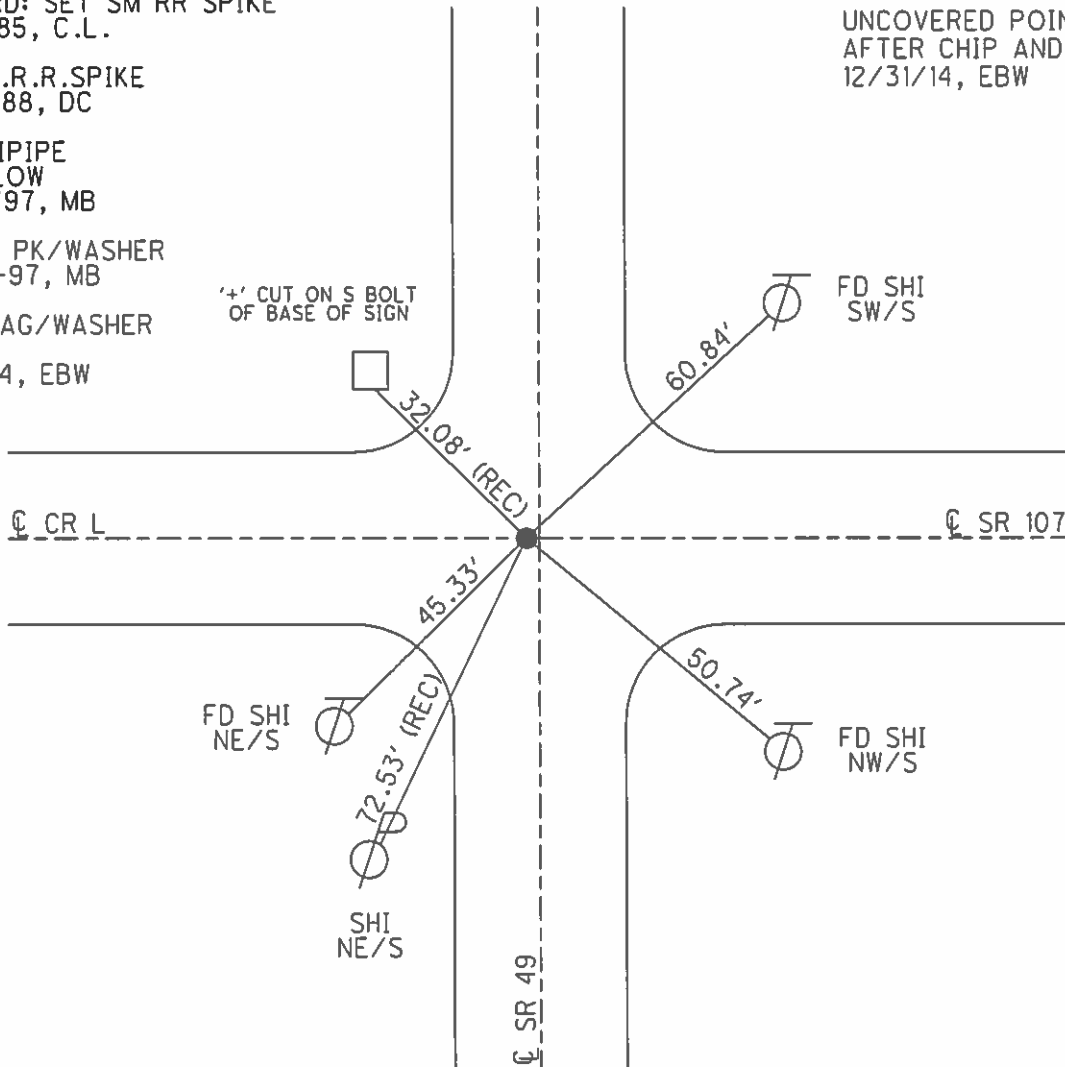 RD: SET SM RR SPIKE
85, C.L.
.R.R.SPIKE
88, DC
IPIPE
LOW
97, MB
PK/WASHER
-97, MB
AG/WASHER
4, EBW
UNCOVERED POIN
AFTER CHIP AND
12/31/14, EBW
'+' CUT ON S BOLT
OF BASE OF SIGN
FD SHI
SW/S
60.84'
32.08' (REC)
℄ CR L
℄ SR 107
45.33'
50.74'
72.53' (REC)
FD SHI
NE/S
FD SHI
NW/S
P
SHI
NE/S
℄ SR 49